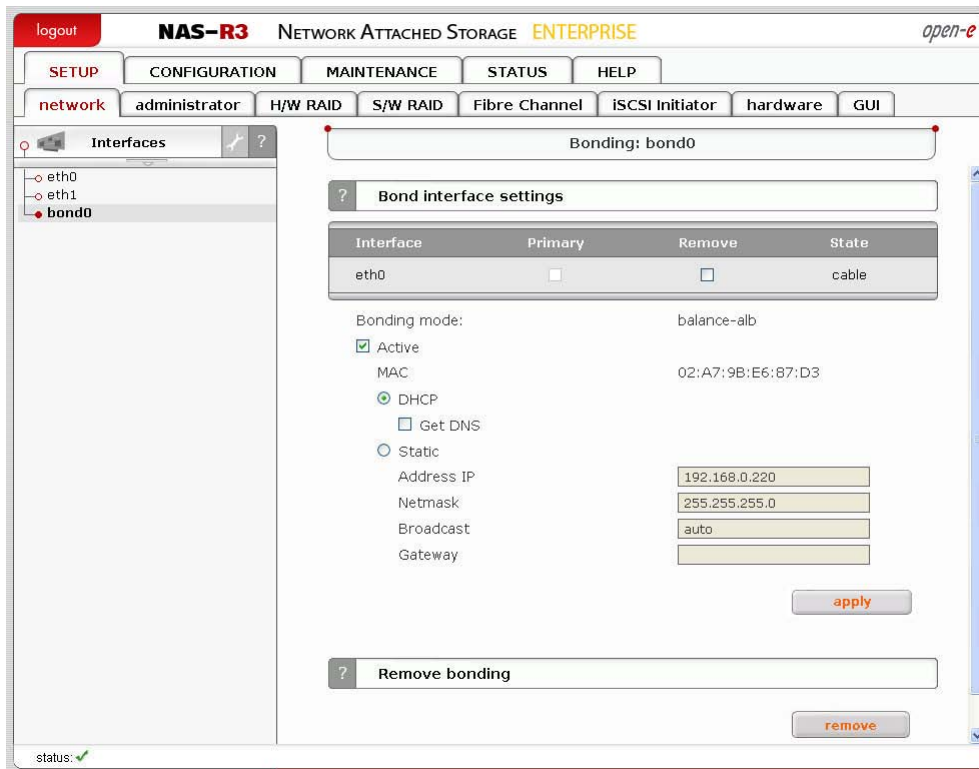 logout NAS-R3 NETWORK ATTACHED STORAGE ENTERPRISE open-e
SETUP CONFIGURATION MAINTENANCE STATUS HELP
network administrator H/W RAID S/W RAID Fibre Channel iSCSI Initiator hardware GUI
Interfaces ?
eth0
eth1
bond0
Bonding: bond0
? Bond interface settings
Interface Primary Remove State
eth0 cable
Bonding mode: balance-alb
Active
MAC 02:A7:9B:E6:87:D3
DHCP
Get DNS
Static
Address IP 192.168.0.220
Netmask 255.255.255.0
Broadcast auto
Gateway
apply
? Remove bonding
remove
status: